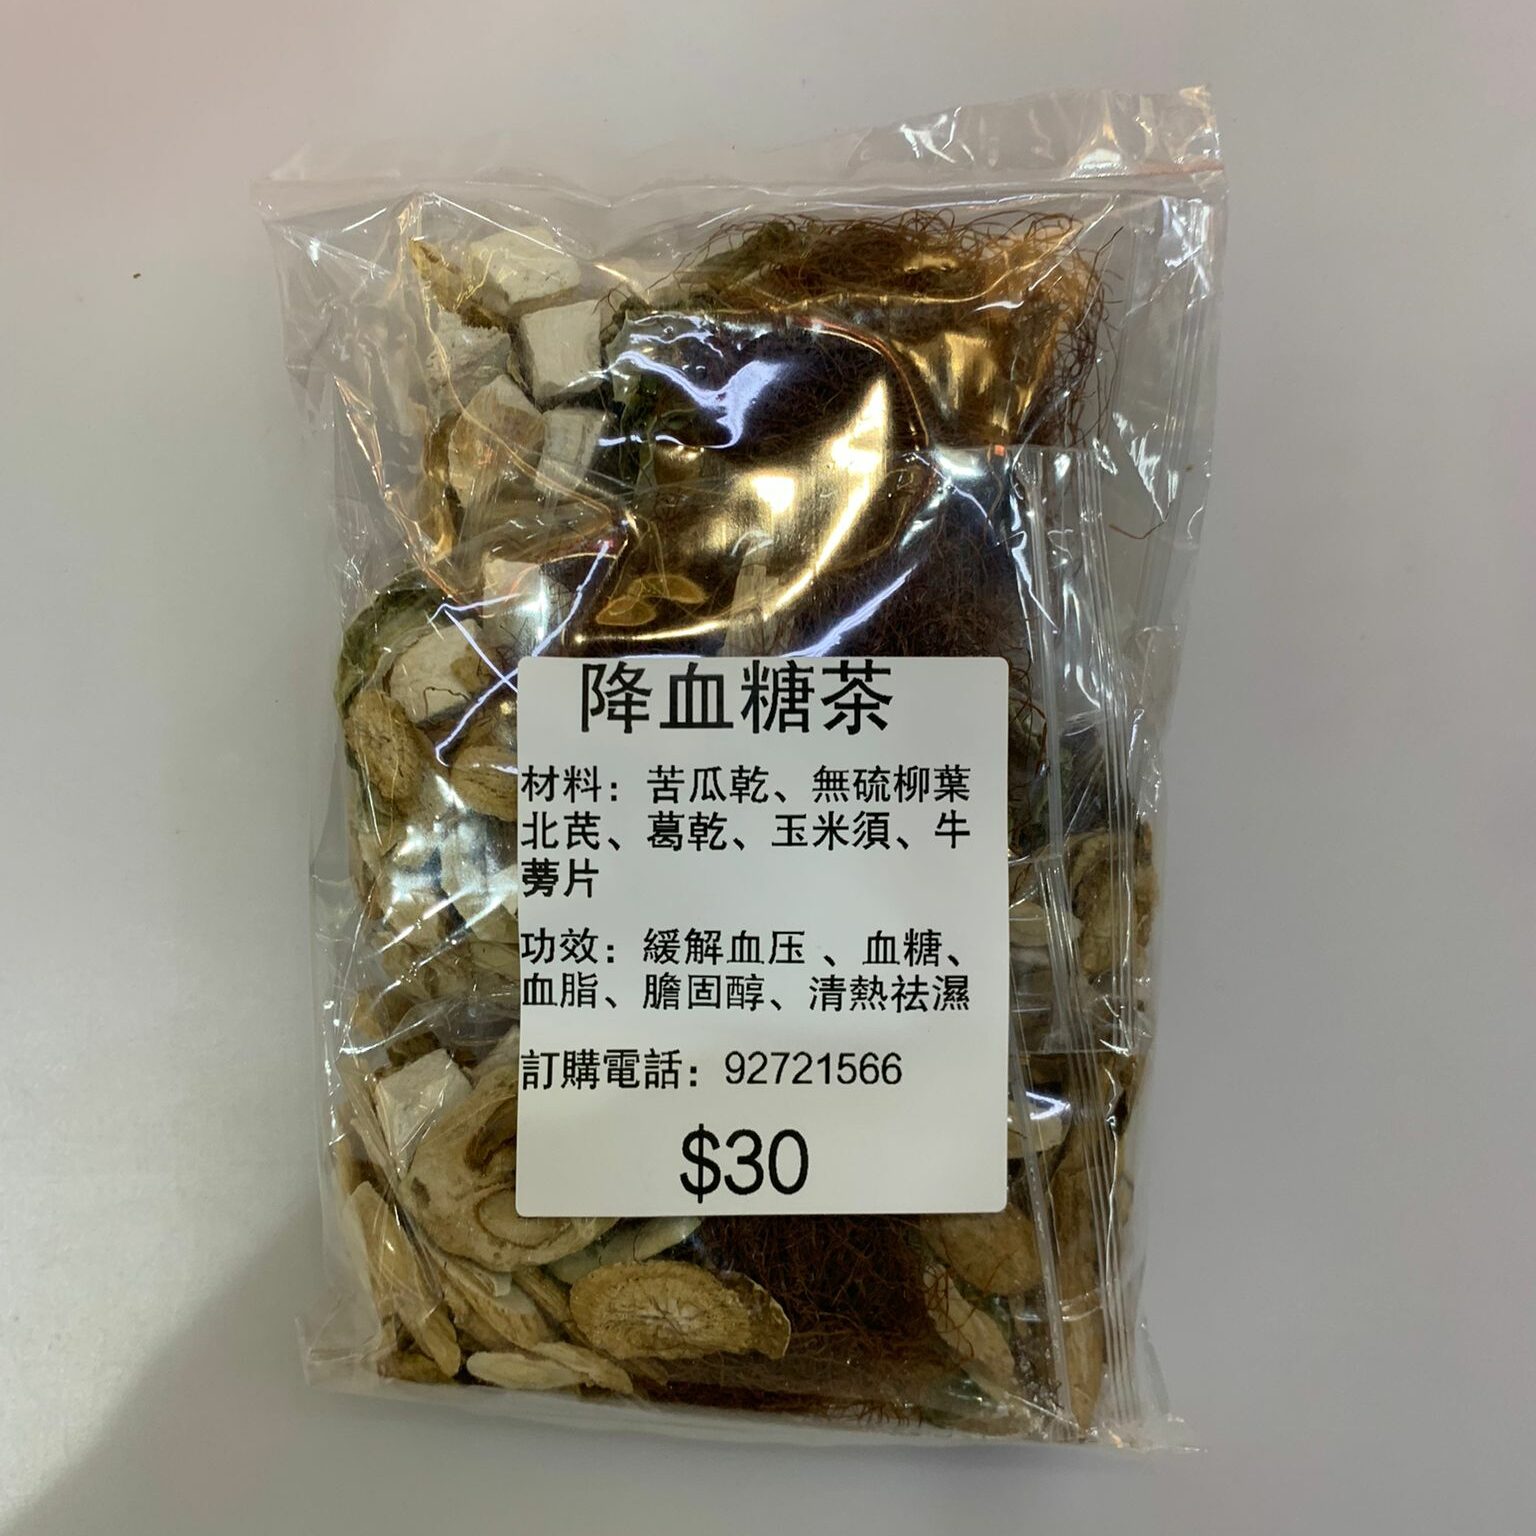 降血糖茶
材料：苦瓜乾、無硫柳葉
北芪、葛乾、玉米須、牛
蒡片
功效：緩解血压 、血糖、
血脂、膽固醇、清熱祛濕
訂購電話：92721566
$30